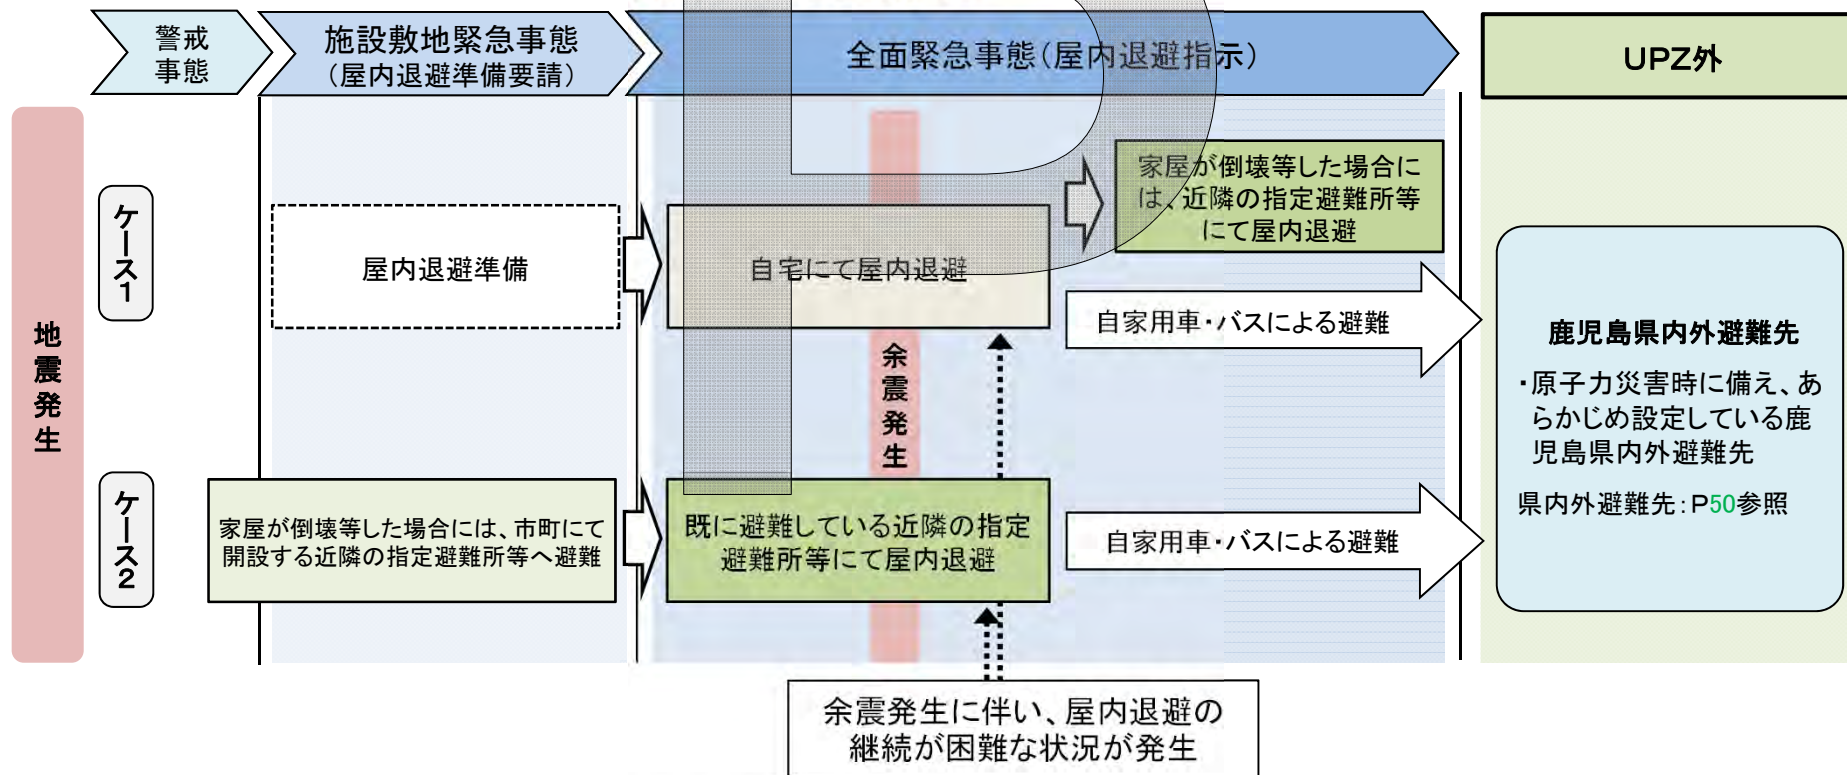 警戒
事態
施設敷地緊急事態
（屋内退避準備要請）
全面緊急事態（屋内退避指示）
UPZ外
地震発生
ケース1
屋内退避準備
自宅にて屋内退避
家屋が倒壊等した場合に
は、近隣の指定避難所等
にて屋内退避
自家用車・バスによる避難
余震発生
鹿児島県内外避難先
・原子力災害時に備え、あ
らかじめ設定している鹿
児島県内外避難先
県内外避難先：P50参照
ケース2
家屋が倒壊等した場合には、市町にて
開設する近隣の指定避難所等へ避難
既に避難している近隣の指定
避難所等にて屋内退避
自家用車・バスによる避難
余震発生に伴い、屋内退避の
継続が困難な状況が発生